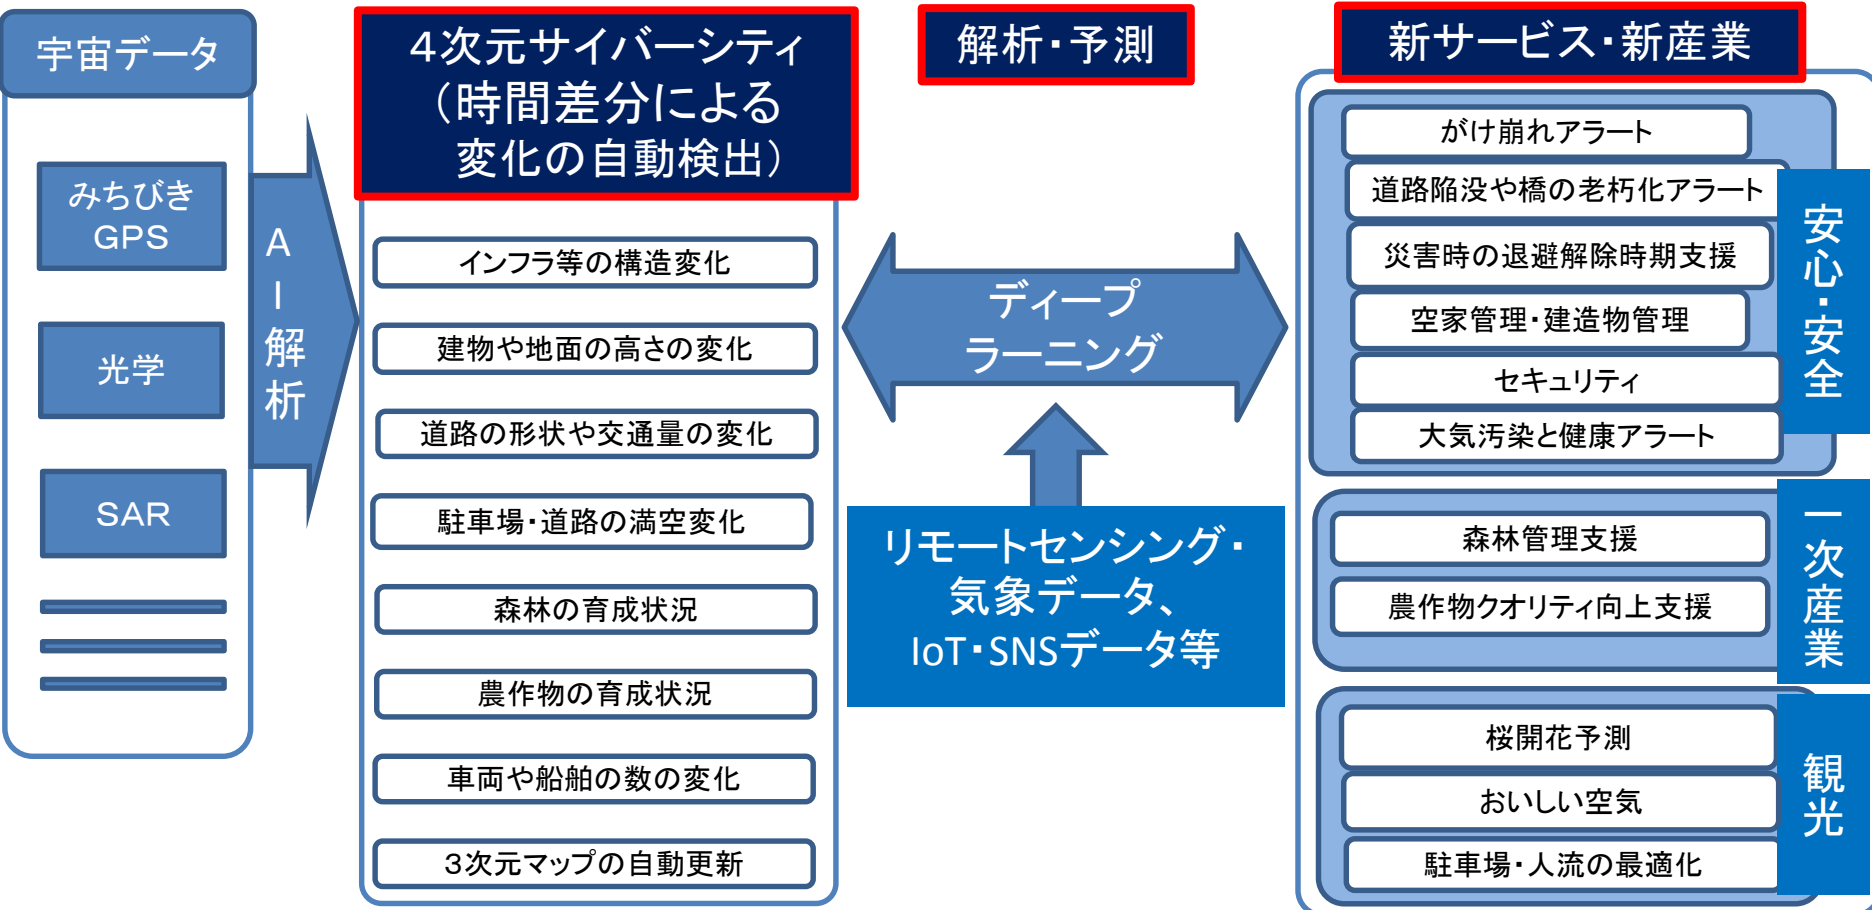 宇宙データ
みちびき
GPS
光学
SAR
AI解析
４次元サイバーシティ
（時間差分による
変化の自動検出）
インフラ等の構造変化
建物や地面の高さの変化
道路の形状や交通量の変化
駐車場・道路の満空変化
森林の育成状況
農作物の育成状況
車両や船舶の数の変化
３次元マップの自動更新
解析・予測
ディープ
ラーニング
リモートセンシング・
気象データ、
IoT・SNSデータ等
新サービス・新産業
がけ崩れアラート
道路陥没や橋の老朽化アラート
災害時の退避解除時期支援
空家管理・建造物管理
セキュリティ
大気汚染と健康アラート
安心・安全
森林管理支援
農作物クオリティ向上支援
一次産業
桜開花予測
おいしい空気
駐車場・人流の最適化
観光